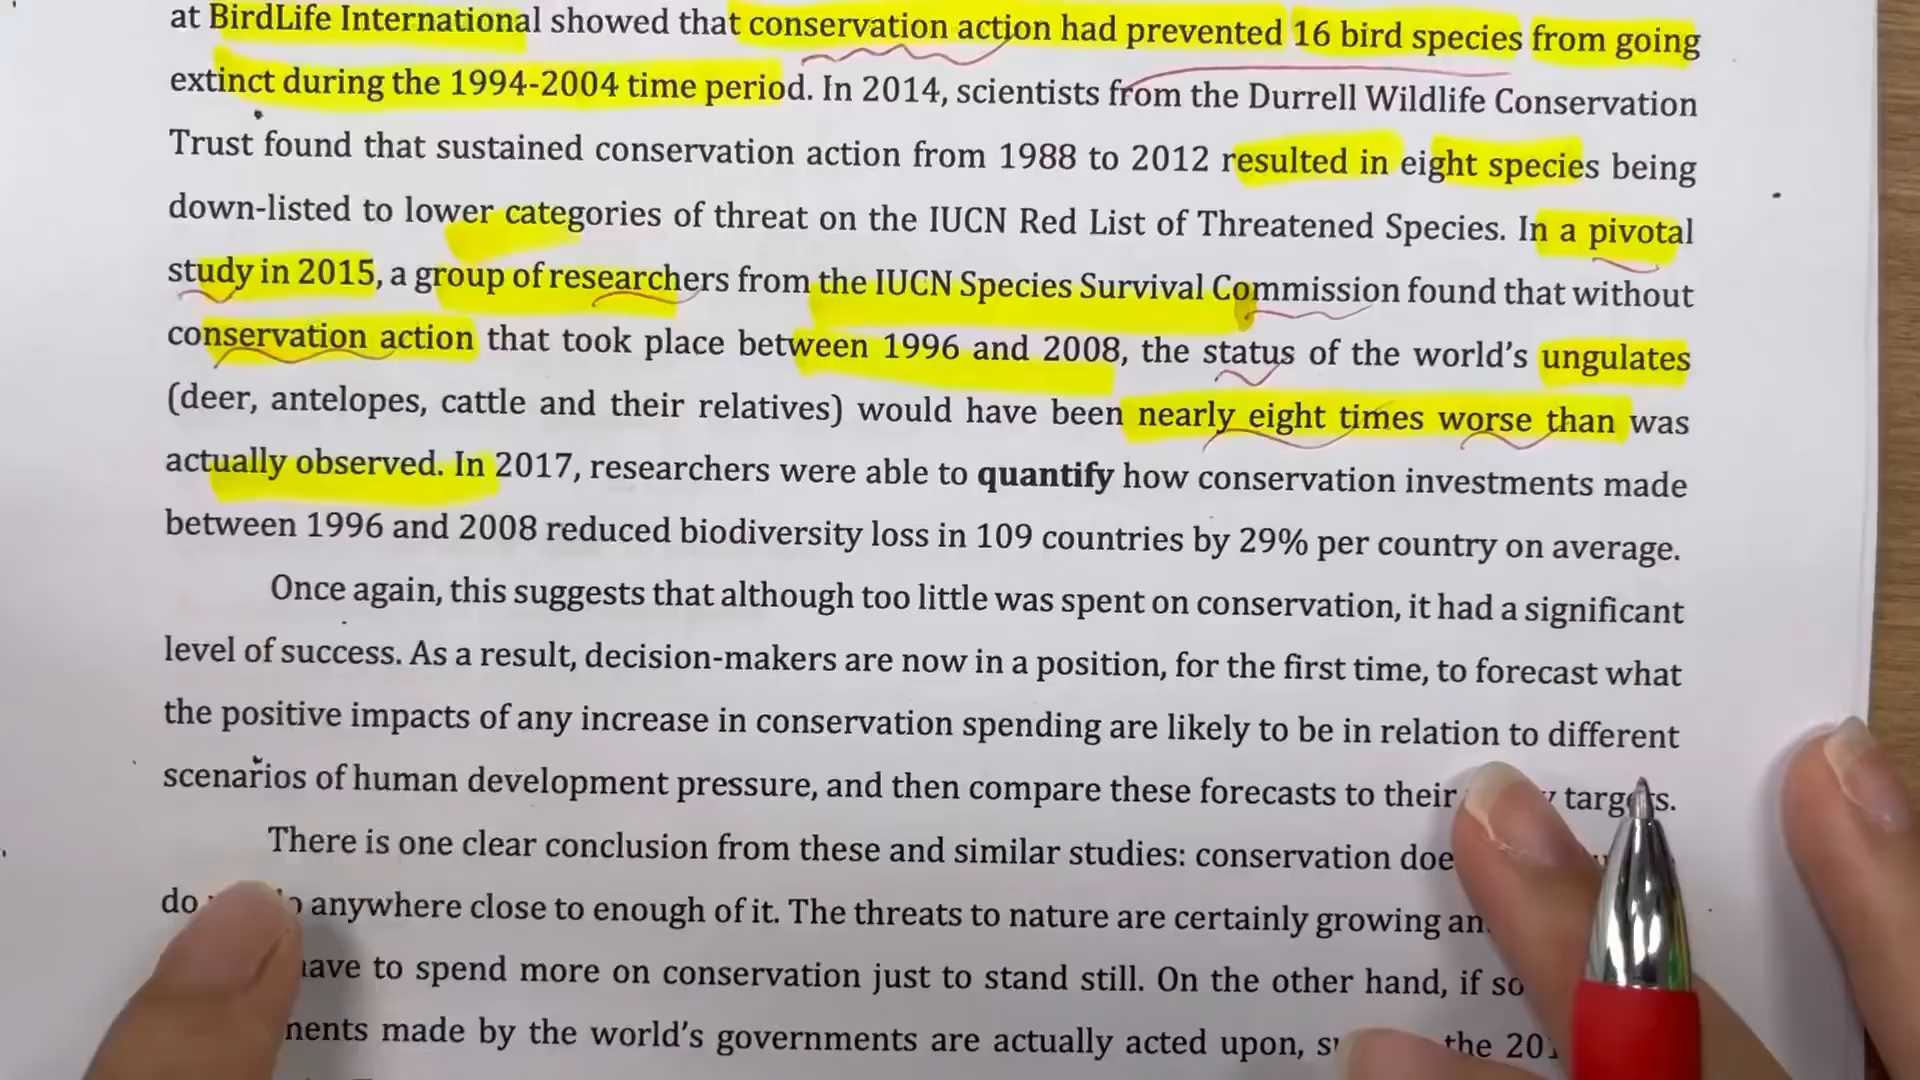 at BirdLife International showed that conservation action had prevented 16 bird species from going
extinct during the 1994-2004 time period. In 2014, scientists from the Durrell Wildlife Conservation
Trust found that sustained conservation action from 1988 to 2012 resulted in eight species being
down-listed to lower categories of threat on the IUCN Red List of Threatened Species. In a pivotal
study in 2015, a group of researchers from the IUCN Species Survival Commission found that without
conservation action that took place between 1996 and 2008, the status of the world's ungulates
(deer, antelopes, cattle and their relatives) would have been nearly eight times worse than was
actually observed. In 2017, researchers were able to quantify how conservation investments made
between 1996 and 2008 reduced biodiversity loss in 109 countries by 29% per country on average.
Once again, this suggests that although too little was spent on conservation, it had a significant
level of success. As a result, decision-makers are now in a position, for the first time, to forecast what
the positive impacts of any increase in conservation spending are likely to be in relation to different
scenarios of human development pressure, and then compare these forecasts to their targets.
There is one clear conclusion from these and similar studies: conservation
do anywhere close to enough of it. The threats to nature are certainly growing
have to spend more on conservation just to stand still. On the other hand, if
made by the world's governments are actually acted upon, the